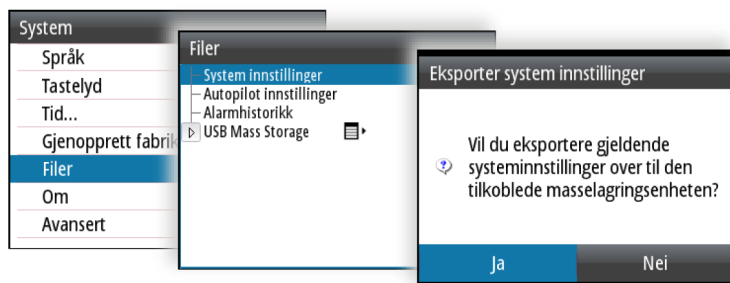 System
Språk
Tastelyd
Tid...
Gjenopprett fabrik
Filer
Om
Avansert
Filer
System innstillinger
Autopilot innstillinger
Alarmhistorikk
USB Mass Storage
Eksporter system innstillinger
Vil du eksportere gjeldende
systeminnstillinger over til den
tilkoblede masselagringsenheten?
Ja
Nei